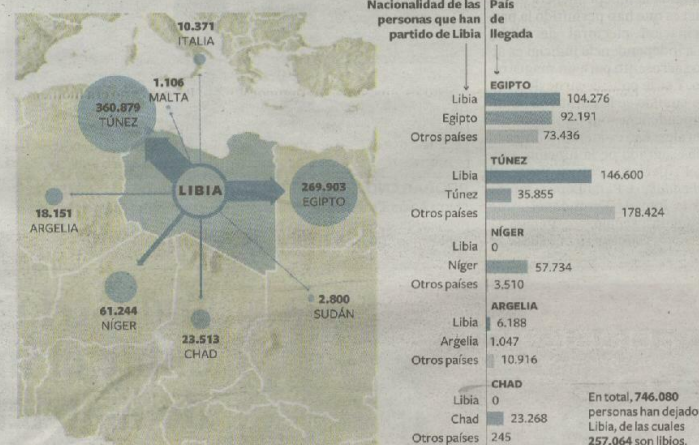 10.371
ITALIA
1.106
MALTA
360.879
TÚNEZ
LIBIA
269.903
EGIPTO
18.151
ARGELIA
61.244
NÍGER
23.513
CHAD
2.800
SUDÁN
Nacionalidad de las
personas que han
partido de Libia
País
de
llegada
EGIPTO
Libia 104.276
Egipto 92.191
Otros países 73.436
TÚNEZ
Libia 146.600
Túnez 35.855
Otros países 178.424
NÍGER
Libia 0
Níger 57.734
Otros países 3.510
ARGELIA
Libia 6.188
Argelia 1.047
Otros países 10.916
CHAD
Libia 0
Chad 23.268
Otros países 245
En total, 746.080
personas han dejado
Libia, de las cuales
257.064 son libios.